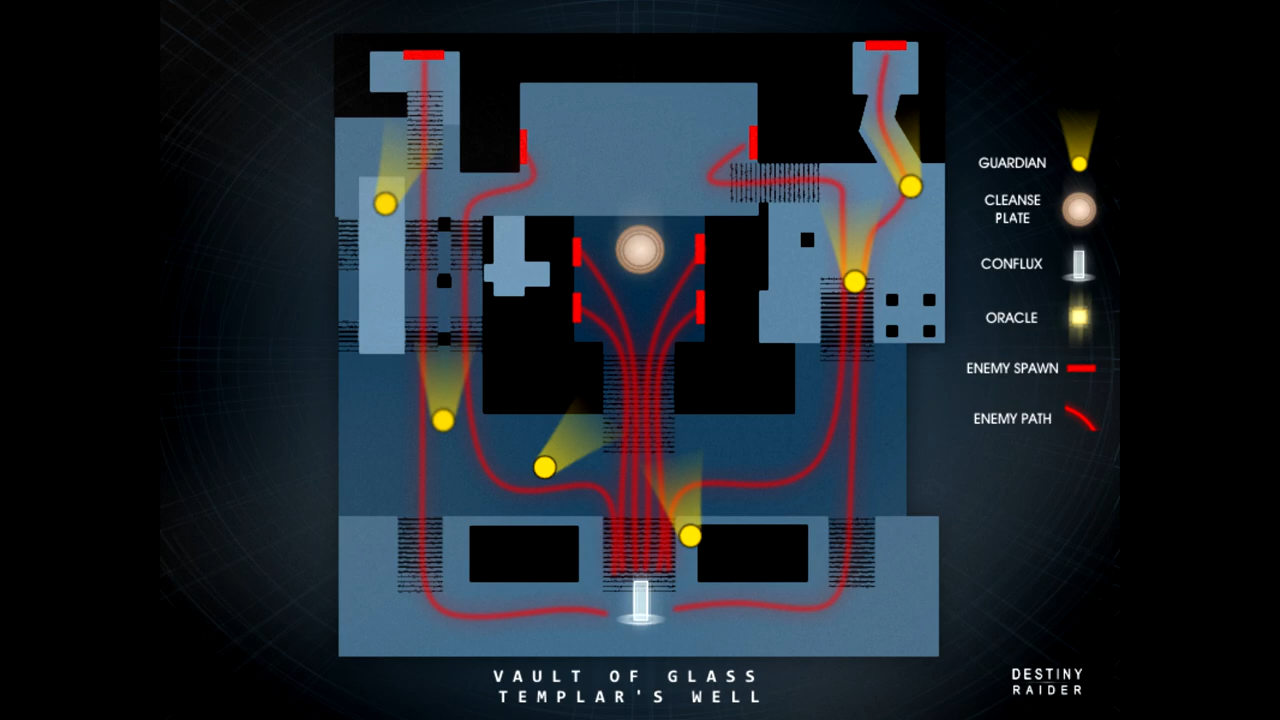 GUARDIAN
CLEANSE
PLATE
CONFLUX
ORACLE
ENEMY SPAWN
ENEMY PATH
VAULT OF GLASS
TEMPLAR'S WELL
DESTINY
RAIDER